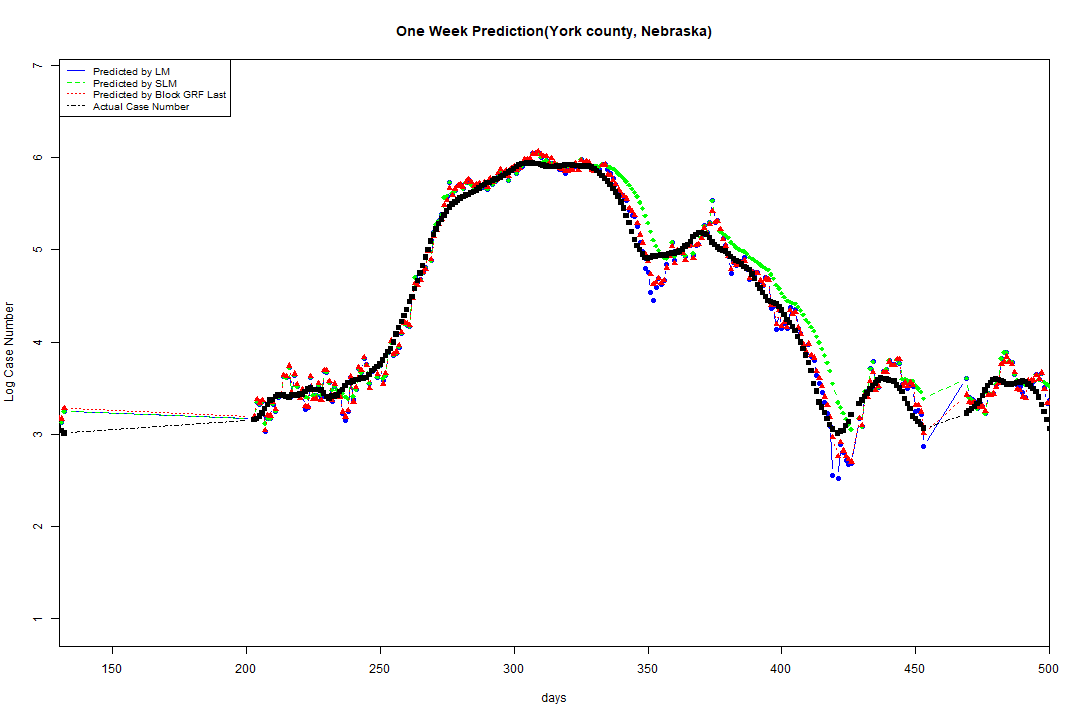 One Week Prediction(York county, Nebraska)
Predicted by LM
Predicted by SLM
Predicted by Block GRF Last
Actual Case Number
7
6
5
4
3
2
1
Log Case Number
150 200 250 300 350 400 450 500
days